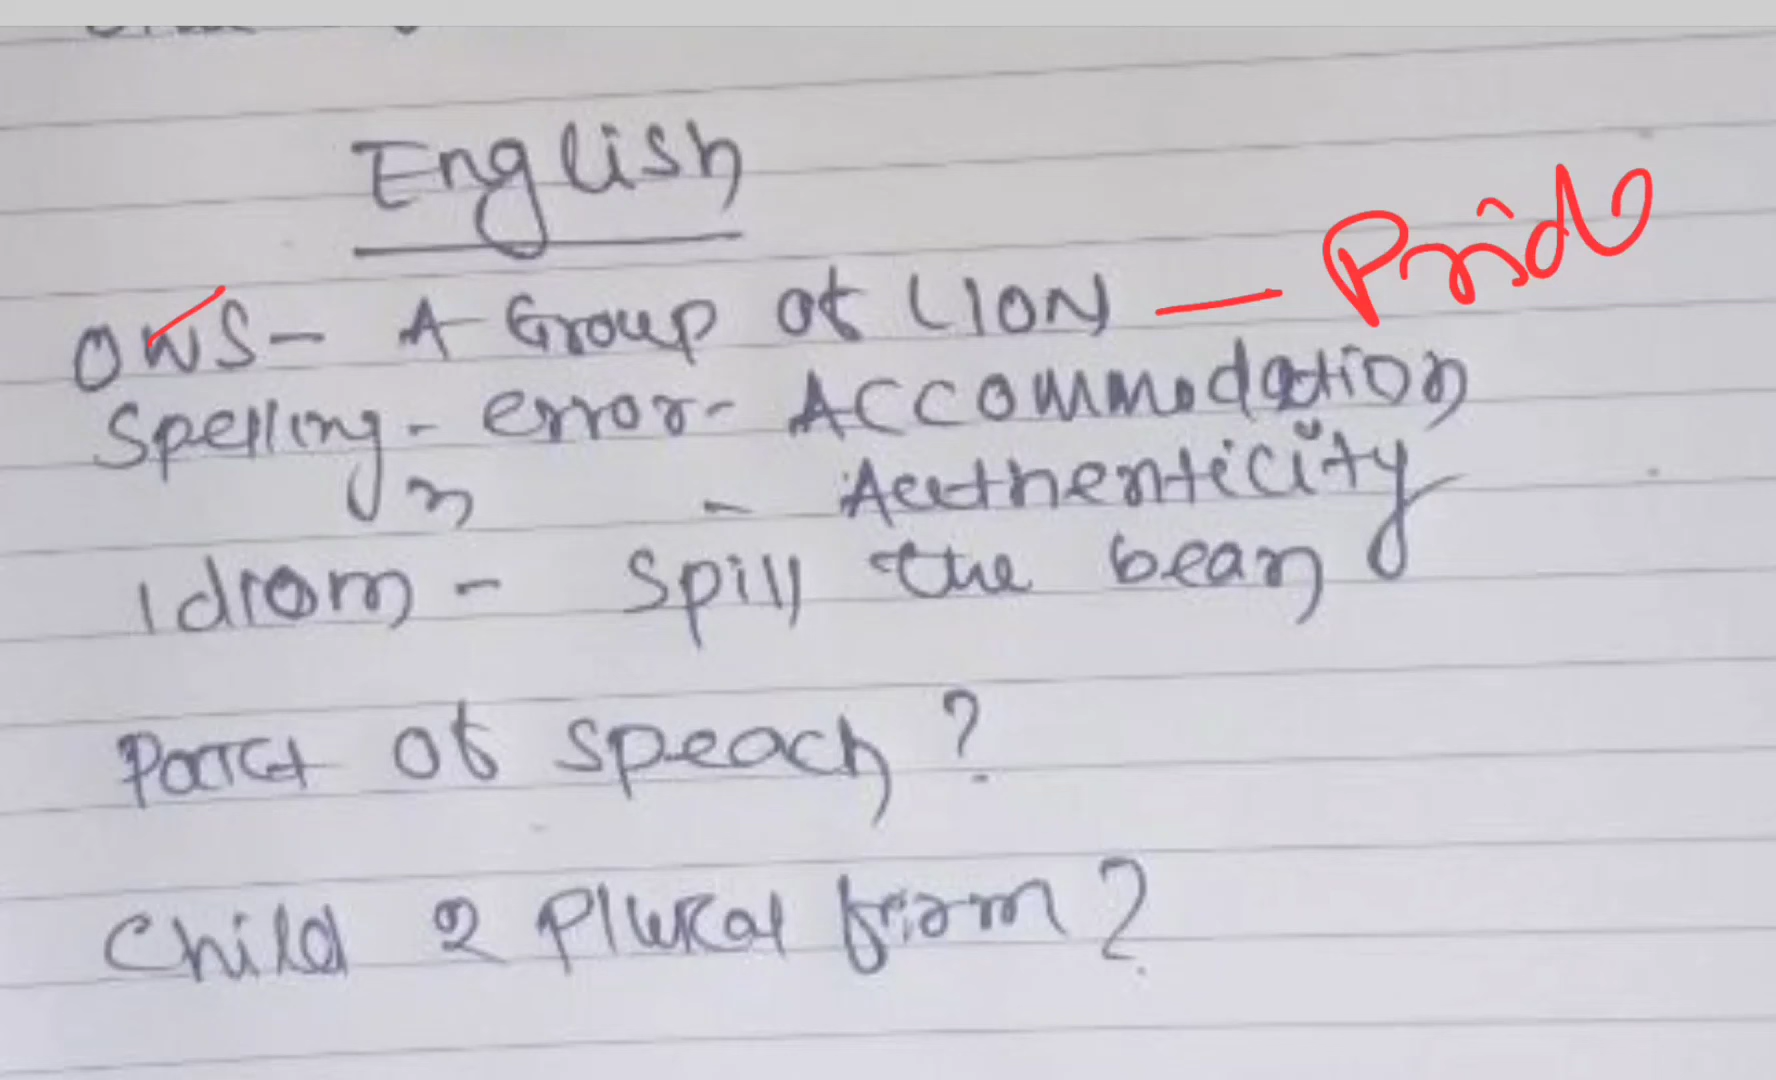 English
OWS - A Group of LION - Pride
Spelling - error - ACCOMModation
" - Authenticity
Idiom - Spill the bean
Part of speach ?
Child 2 Plural from ?